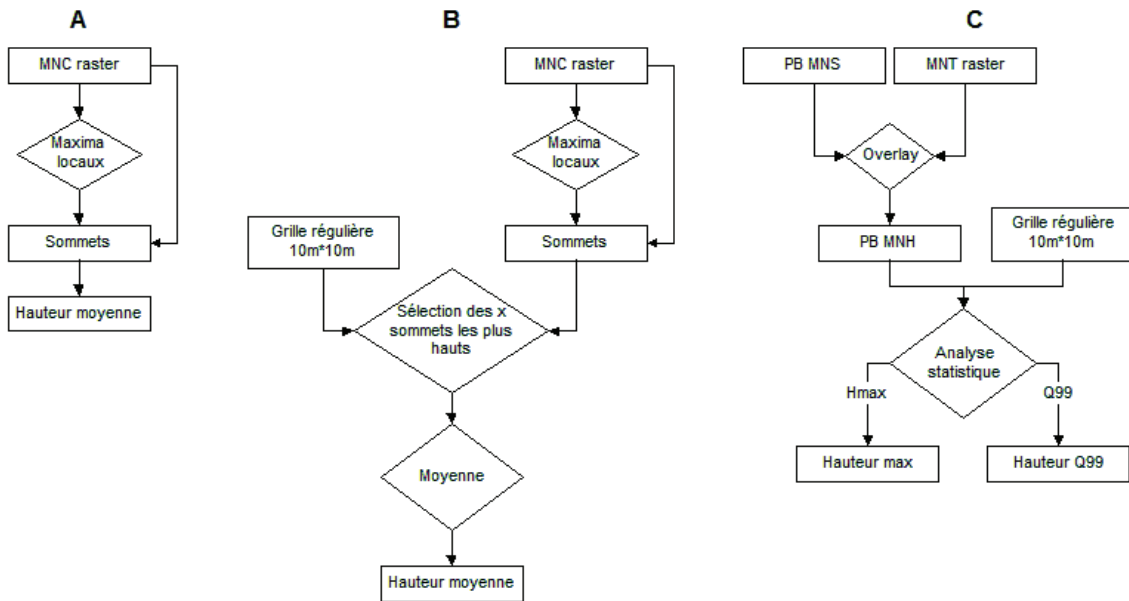 A
MNC raster
Maxima
locaux
Sommets
Hauteur moyenne
B
MNC raster
Maxima
locaux
Grille régulière
10m*10m
Sommets
Sélection des x
sommets les plus
hauts
Moyenne
Hauteur moyenne
C
PB MNS
MNT raster
Overlay
PB MNH
Grille régulière
10m*10m
Analyse
statistique
Hmax
Q99
Hauteur max
Hauteur Q99